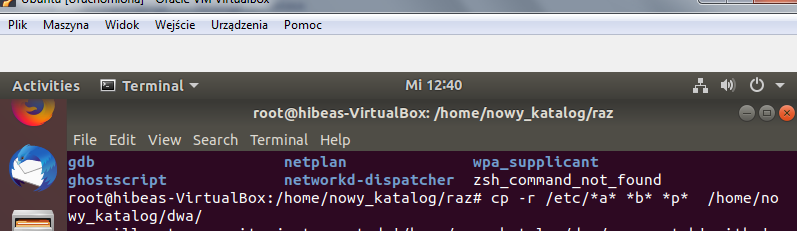 Ubuntu [Uruchomiona] - Oracle VM VirtualBox
Plik Maszyna Widok Wejście Urządzenia Pomoc
Activities Terminal Mi 12:40
root@hibeas-VirtualBox: /home/nowy_katalog/raz
File Edit View Search Terminal Help
gdb netplan wpa_supplicant
ghostscript networkd-dispatcher zsh_command_not_found
root@hibeas-VirtualBox:/home/nowy_katalog/raz# cp -r /etc/*a* *b* *p*  /home/no
wy_katalog/dwa/